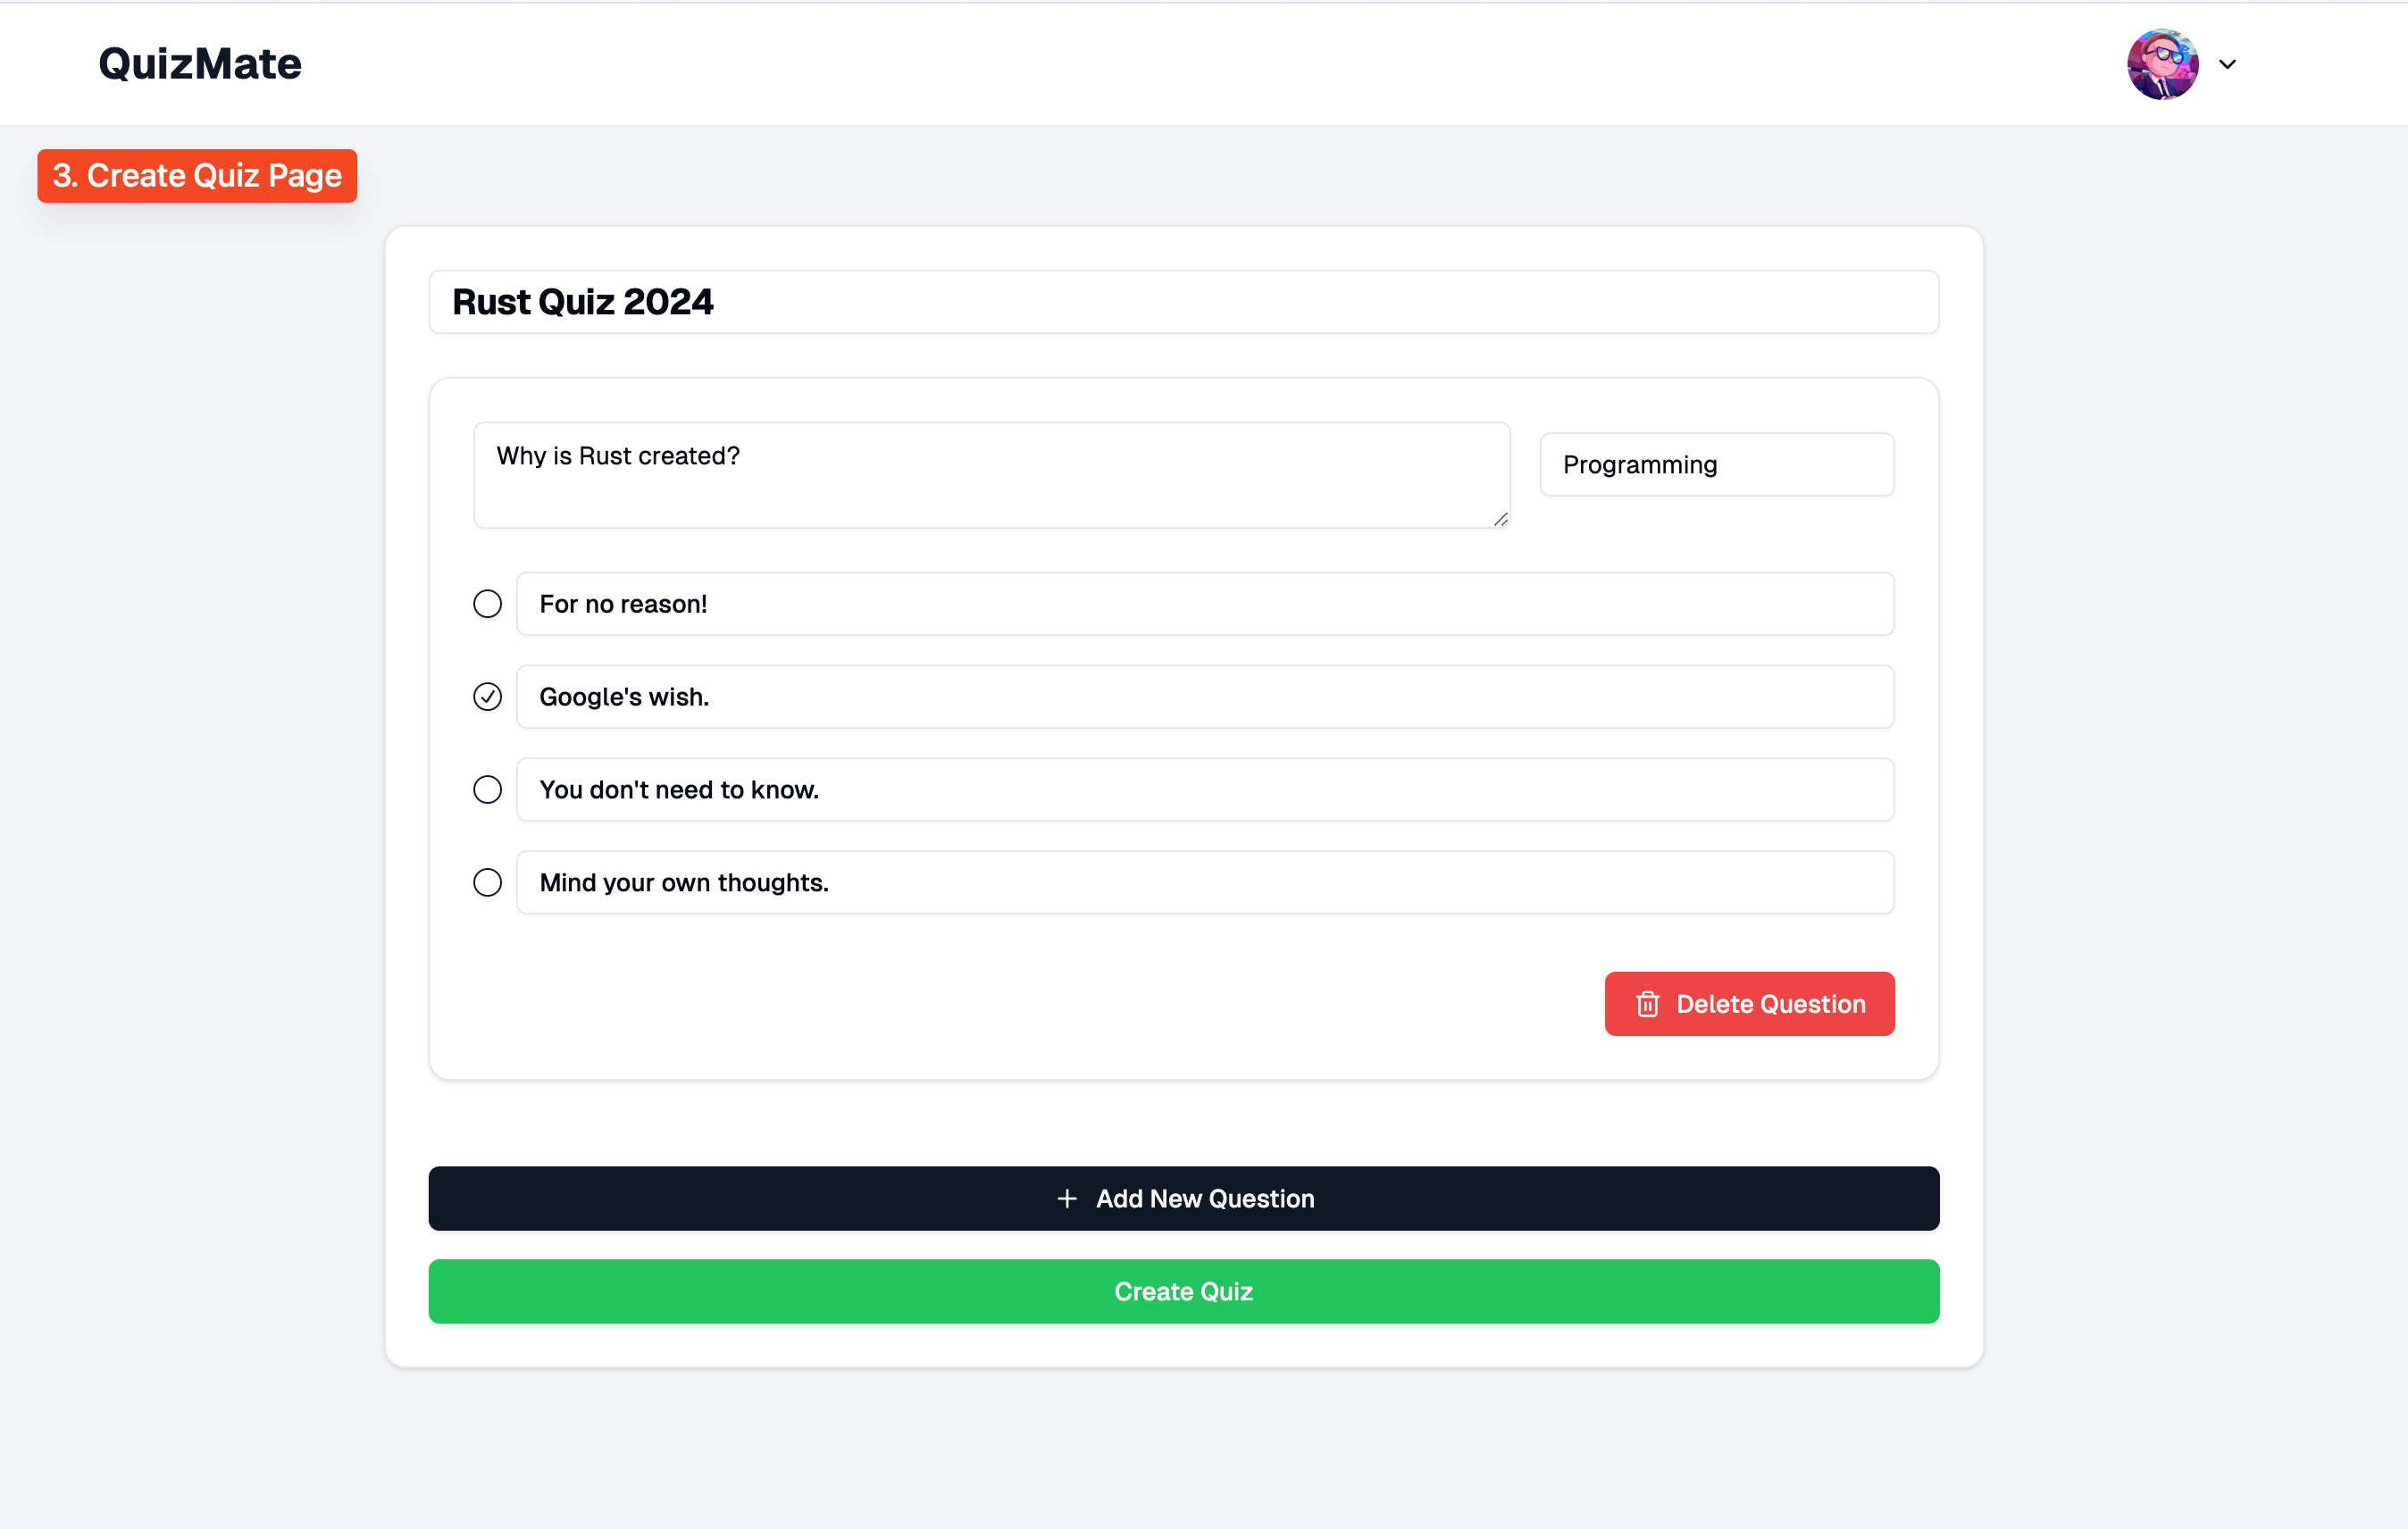 QuizMate
3. Create Quiz Page
Rust Quiz 2024
Why is Rust created?
Programming
For no reason!
Google's wish.
You don't need to know.
Mind your own thoughts.
Delete Question
Add New Question
Create Quiz